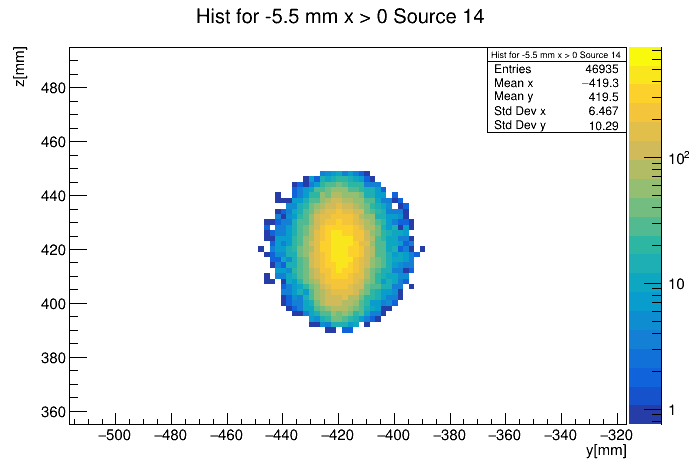 Hist for -5.5 mm x > 0 Source 14
z[mm]
Hist for -5.5 mm x > 0 Source 14
Entries 46935
Mean x −419.3
Mean y 419.5
Std Dev x 6.467
Std Dev y 10.29
480
460
440
420
400
380
360
10²
10
1
−500 −480 −460 −440 −420 −400 −380 −360 −340 −320
y[mm]